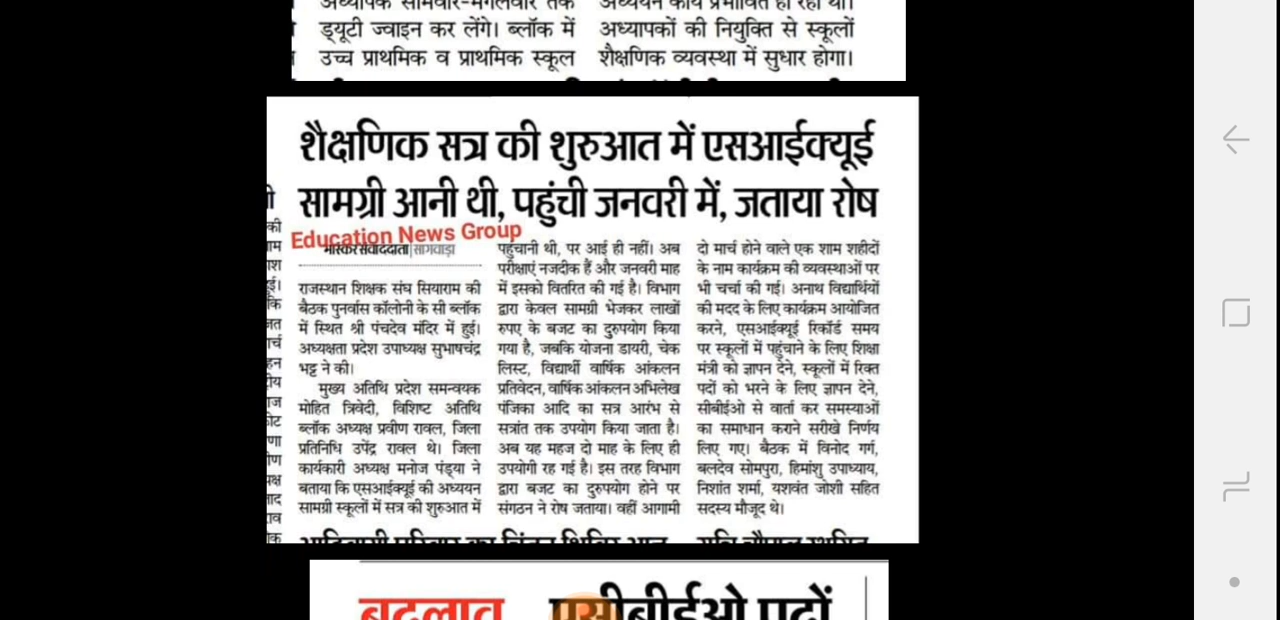 अध्यापक सोमवार-मंगलवार तक
ड्यूटी ज्वाइन कर लेंगे। ब्लॉक में
उच्च प्राथमिक व प्राथमिक स्कूल
अध्ययन कार्य प्रभावित हो रहा था।
अध्यापकों की नियुक्ति से स्कूलों
शैक्षणिक व्यवस्था में सुधार होगा।
शैक्षणिक सत्र की शुरुआत में एसआईक्यूई
सामग्री आनी थी, पहुंची जनवरी में, जताया रोष
Education News Group
भास्कर संवाददाता|सागवाड़ा
राजस्थान शिक्षक संघ सियाराम की
बैठक पुनर्वास कॉलोनी के सी ब्लॉक
में स्थित श्री पंचदेव मंदिर में हुई।
अध्यक्षता प्रदेश उपाध्यक्ष सुभाषचंद्र
भट्ट ने की।
मुख्य अतिथि प्रदेश समन्वयक
मोहित त्रिवेदी, विशिष्ट अतिथि
ब्लॉक अध्यक्ष प्रवीण रावल, जिला
प्रतिनिधि उपेंद्र रावल थे। जिला
कार्यकारी अध्यक्ष मनोज पंड्या ने
बताया कि एसआईक्यूई की अध्ययन
सामग्री स्कूलों में सत्र की शुरुआत में
पहुंचानी थी, पर आई ही नहीं। अब
परीक्षाएं नजदीक हैं और जनवरी माह
में इसको वितरित की गई है। विभाग
द्वारा केवल सामग्री भेजकर लाखों
रुपए के बजट का दुरुपयोग किया
गया है, जबकि योजना डायरी, चेक
लिस्ट, विद्यार्थी वार्षिक आंकलन
प्रतिवेदन, वार्षिक आंकलन अभिलेख
पंजिका आदि का सत्र आरंभ से
सत्रांत तक उपयोग किया जाता है।
अब यह महज दो माह के लिए ही
उपयोगी रह गई है। इस तरह विभाग
द्वारा बजट का दुरुपयोग होने पर
संगठन ने रोष जताया। वहीं आगामी
दो मार्च होने वाले एक शाम शहीदों
के नाम कार्यक्रम की व्यवस्थाओं पर
भी चर्चा की गई। अनाथ विद्यार्थियों
की मदद के लिए कार्यक्रम आयोजित
करने, एसआईक्यूई रिकॉर्ड समय
पर स्कूलों में पहुंचाने के लिए शिक्षा
मंत्री को ज्ञापन देने, स्कूलों में रिक्त
पदों को भरने के लिए ज्ञापन देने,
सीबीईओ से वार्ता कर समस्याओं
का समाधान कराने सरीखे निर्णय
लिए गए। बैठक में विनोद गर्ग,
बलदेव सोमपुरा, हिमांशु उपाध्याय,
निशांत शर्मा, यशवंत जोशी सहित
सदस्य मौजूद थे।
बदलाव
एसीबीईओ पदों